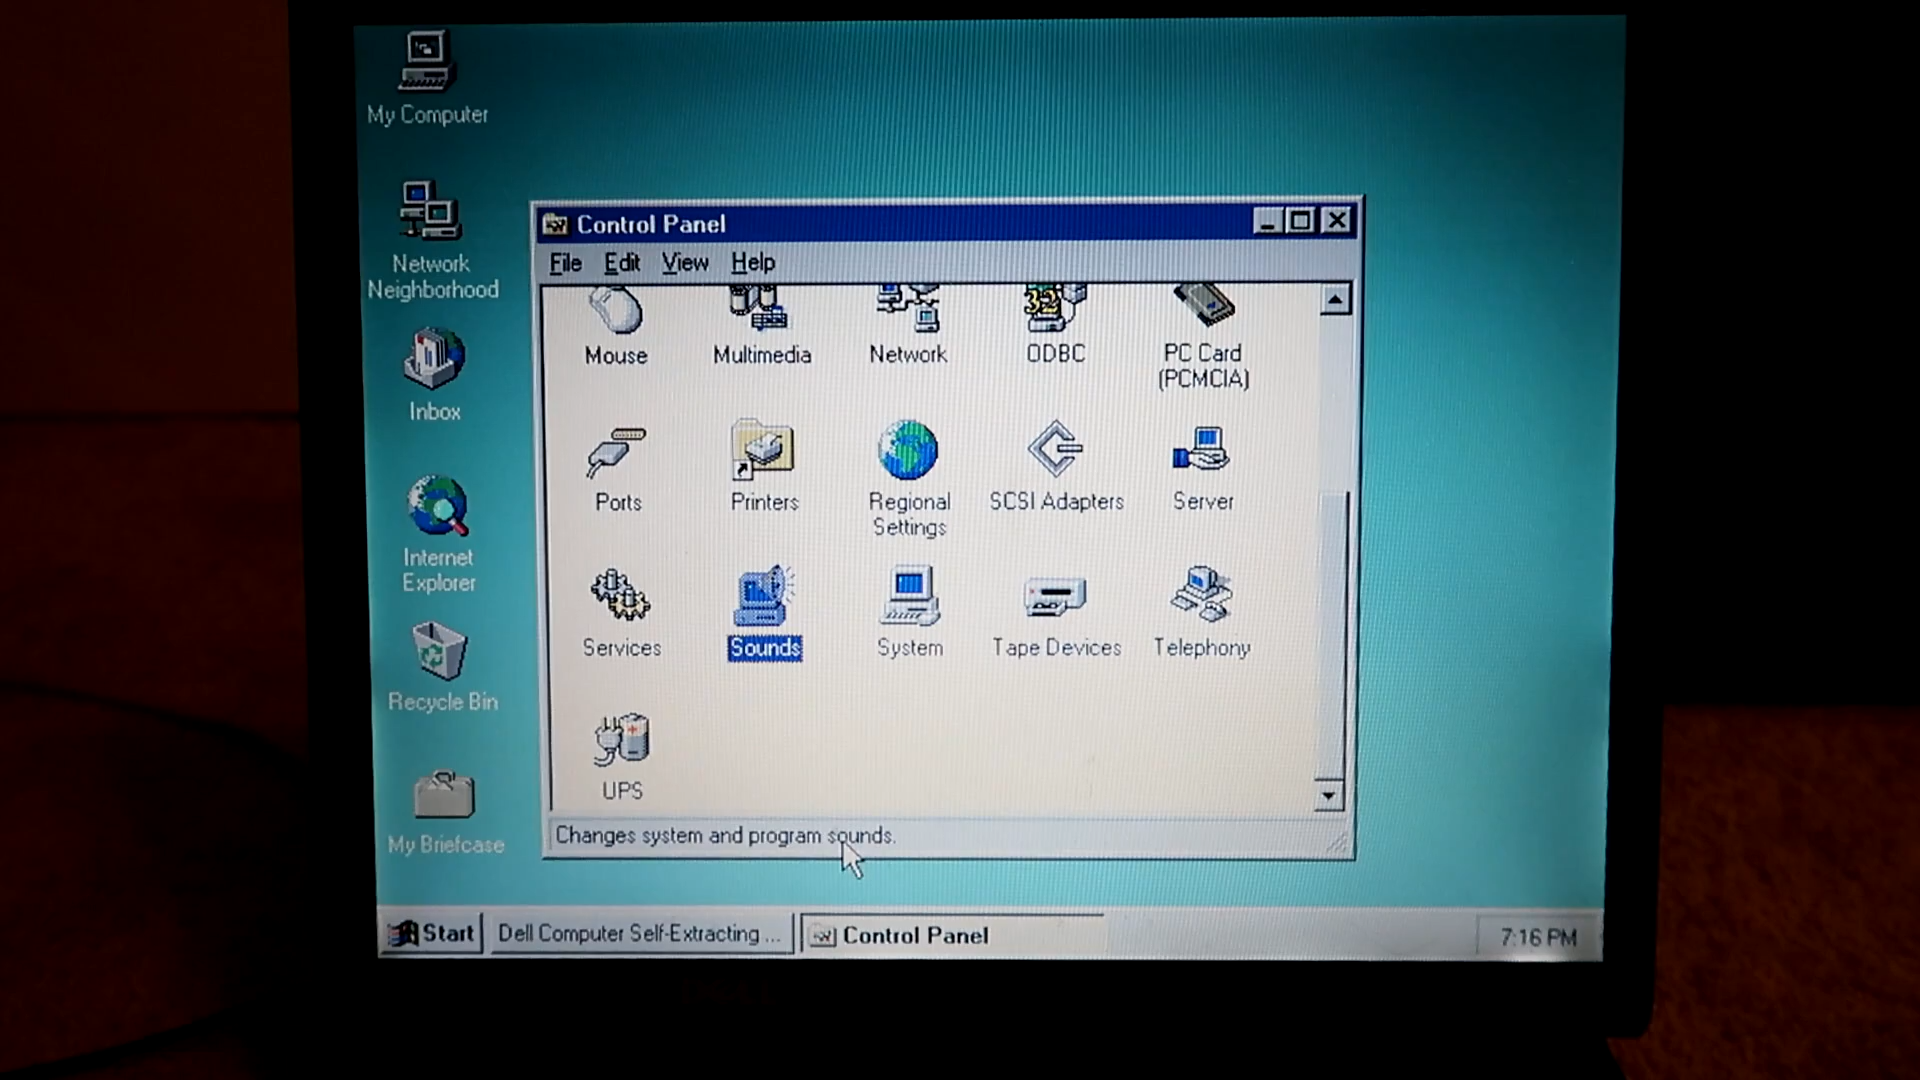 My Computer
Network
Neighborhood
Inbox
Internet
Explorer
Recycle Bin
My Briefcase
Control Panel
File Edit View Help
Mouse Multimedia Network ODBC PC Card
(PCMCIA)
Ports Printers Regional
Settings SCSI Adapters Server
Services Sounds System Tape Devices Telephony
UPS
Changes system and program sounds.
Start Dell Computer Self-Extracting ... Control Panel 7:16 PM